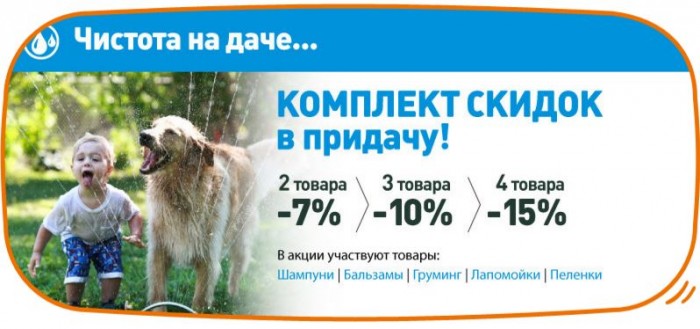 Чистота на даче...
КОМПЛЕКТ СКИДОК
в придачу!
2 товара 3 товара 4 товара
-7% -10% -15%
В акции участвуют товары:
Шампуни | Бальзамы | Груминг | Лапомойки | Пеленки